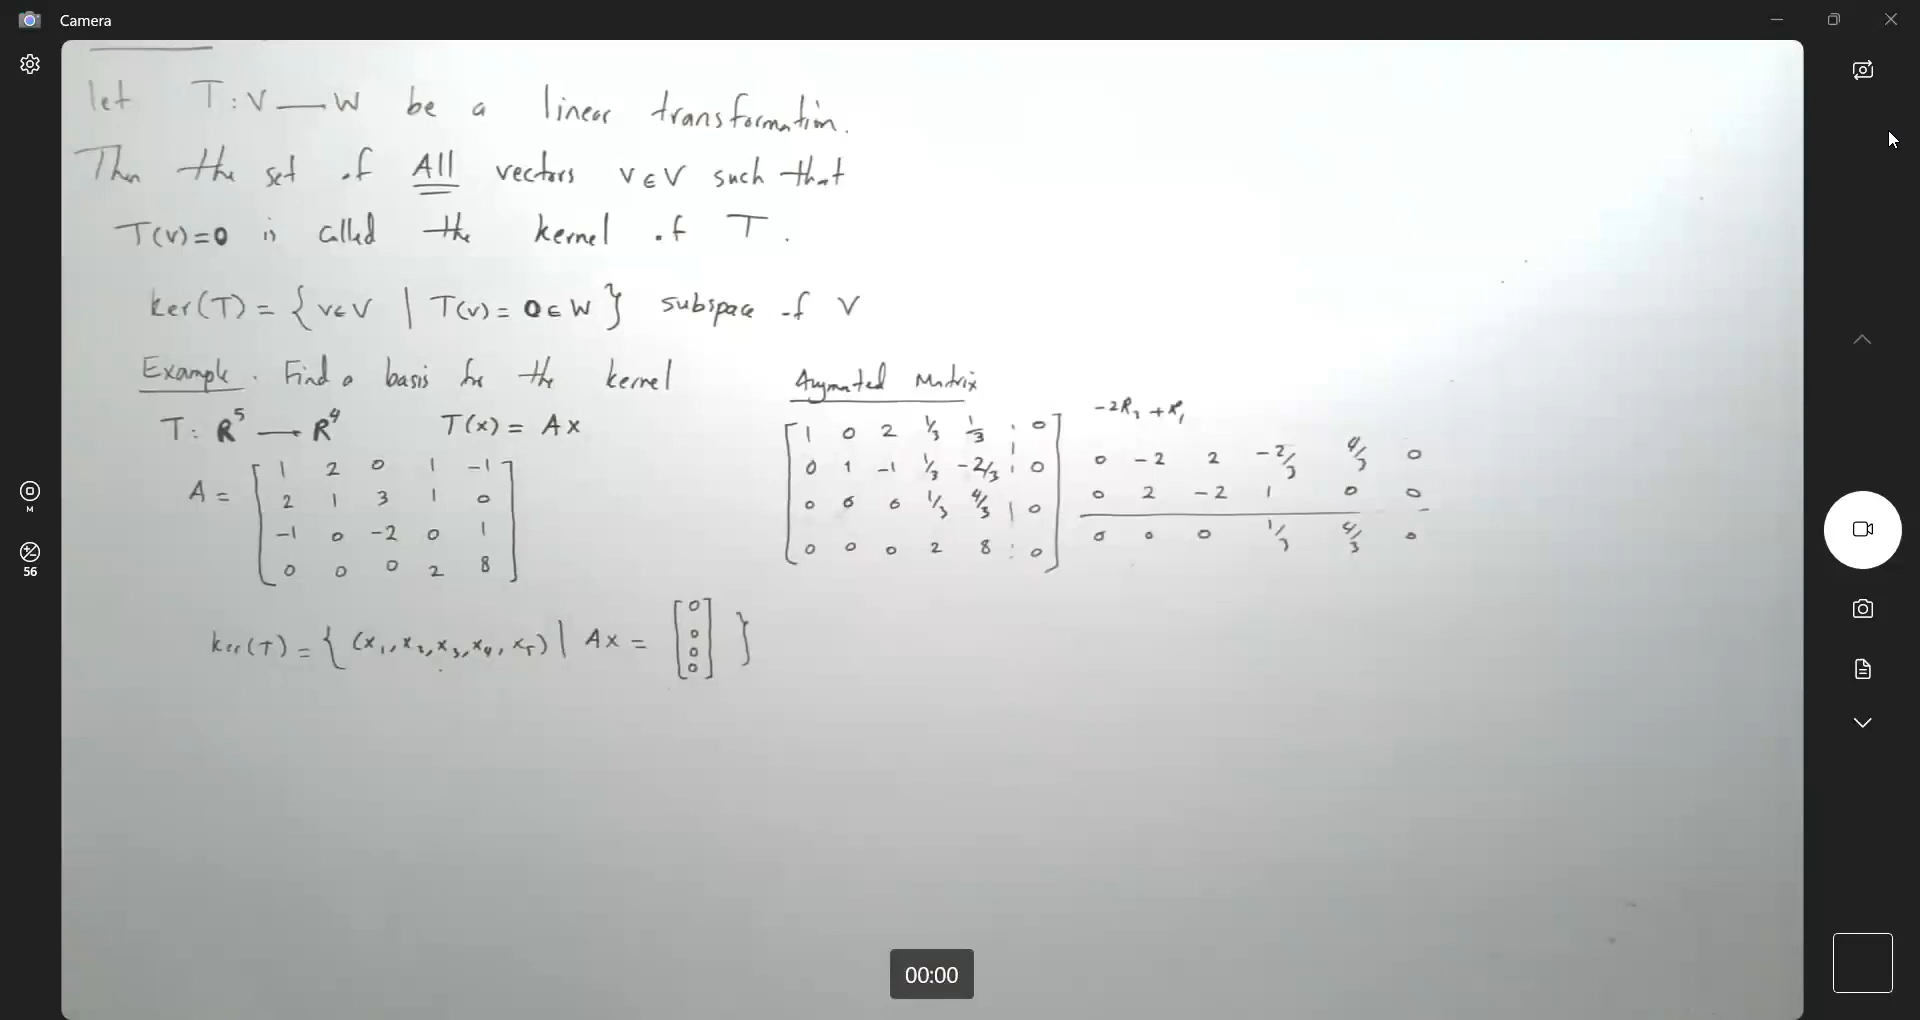 Camera
let T: V — W be a linear transformation.
Then the set of All vectors v ∈ V such that
T(v) = 0 is called the kernel of T.
ker(T) = { v ∈ V | T(v) = 0 ∈ W } subspace of V
Example. Find a basis for the kernel
T: R^5 — R^4 T(x) = Ax
A = [ 1 2 0 1 -1
2 1 3 1 0
-1 0 -2 0 1
0 0 0 2 8 ]
ker(T) = { (x1, x2, x3, x4, x5) | Ax = [ 0 0 0 0 ] }
Augmented Matrix
[ 1 0 2 1/3 1/3 : 0
0 1 -1 1/3 -2/3 : 0
0 0 0 1/3 4/3 | 0
0 0 0 2 8 : 0 ]
0 -2 2 -2/3 4/3 0
0 2 -2 1 0 0
0 0 0 1/3 4/3 0
M
56
00:00